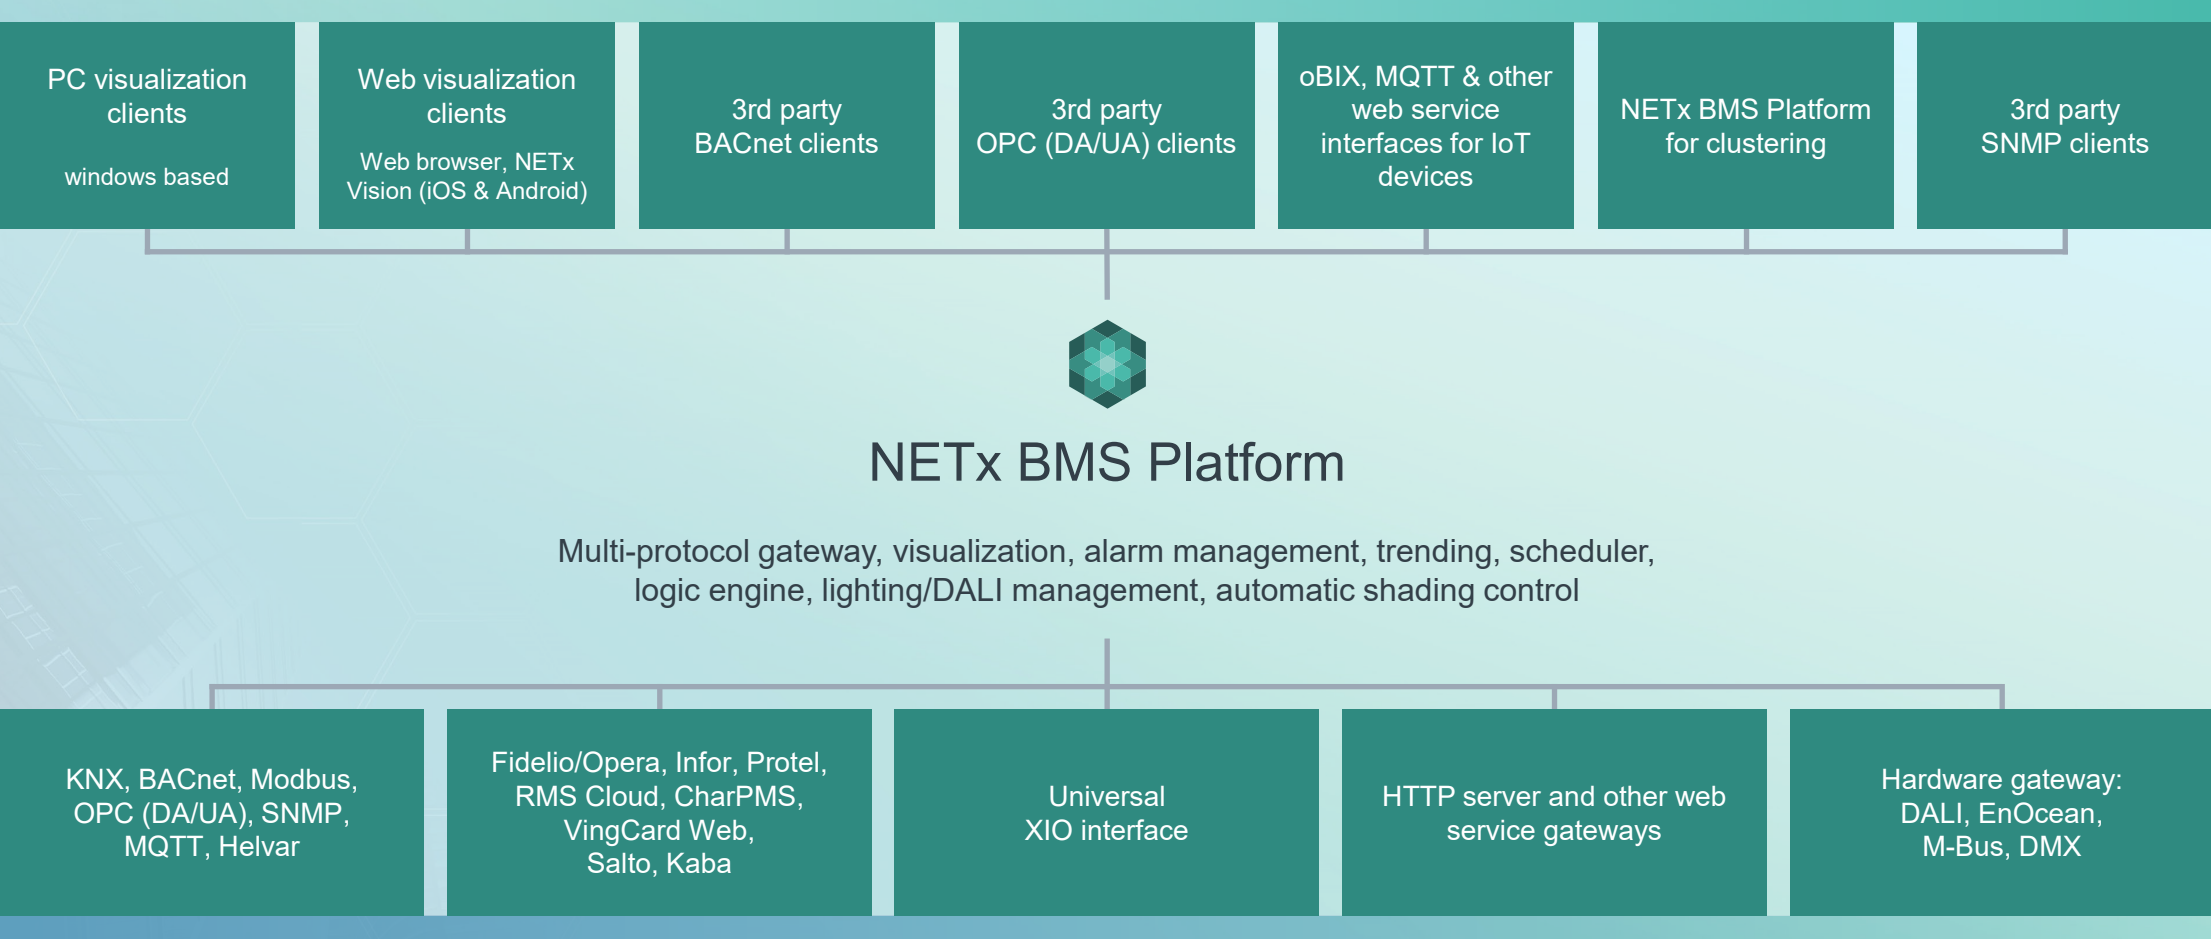 PC visualization
clients
windows based
Web visualization
clients
Web browser, NETx
Vision (iOS & Android)
3rd party
BACnet clients
3rd party
OPC (DA/UA) clients
oBIX, MQTT & other
web service
interfaces for IoT
devices
NETx BMS Platform
for clustering
3rd party
SNMP clients
NETx BMS Platform
Multi-protocol gateway, visualization, alarm management, trending, scheduler,
logic engine, lighting/DALI management, automatic shading control
KNX, BACnet, Modbus,
OPC (DA/UA), SNMP,
MQTT, Helvar
Fidelio/Opera, Infor, Protel,
RMS Cloud, CharPMS,
VingCard Web,
Salto, Kaba
Universal
XIO interface
HTTP server and other web
service gateways
Hardware gateway:
DALI, EnOcean,
M-Bus, DMX